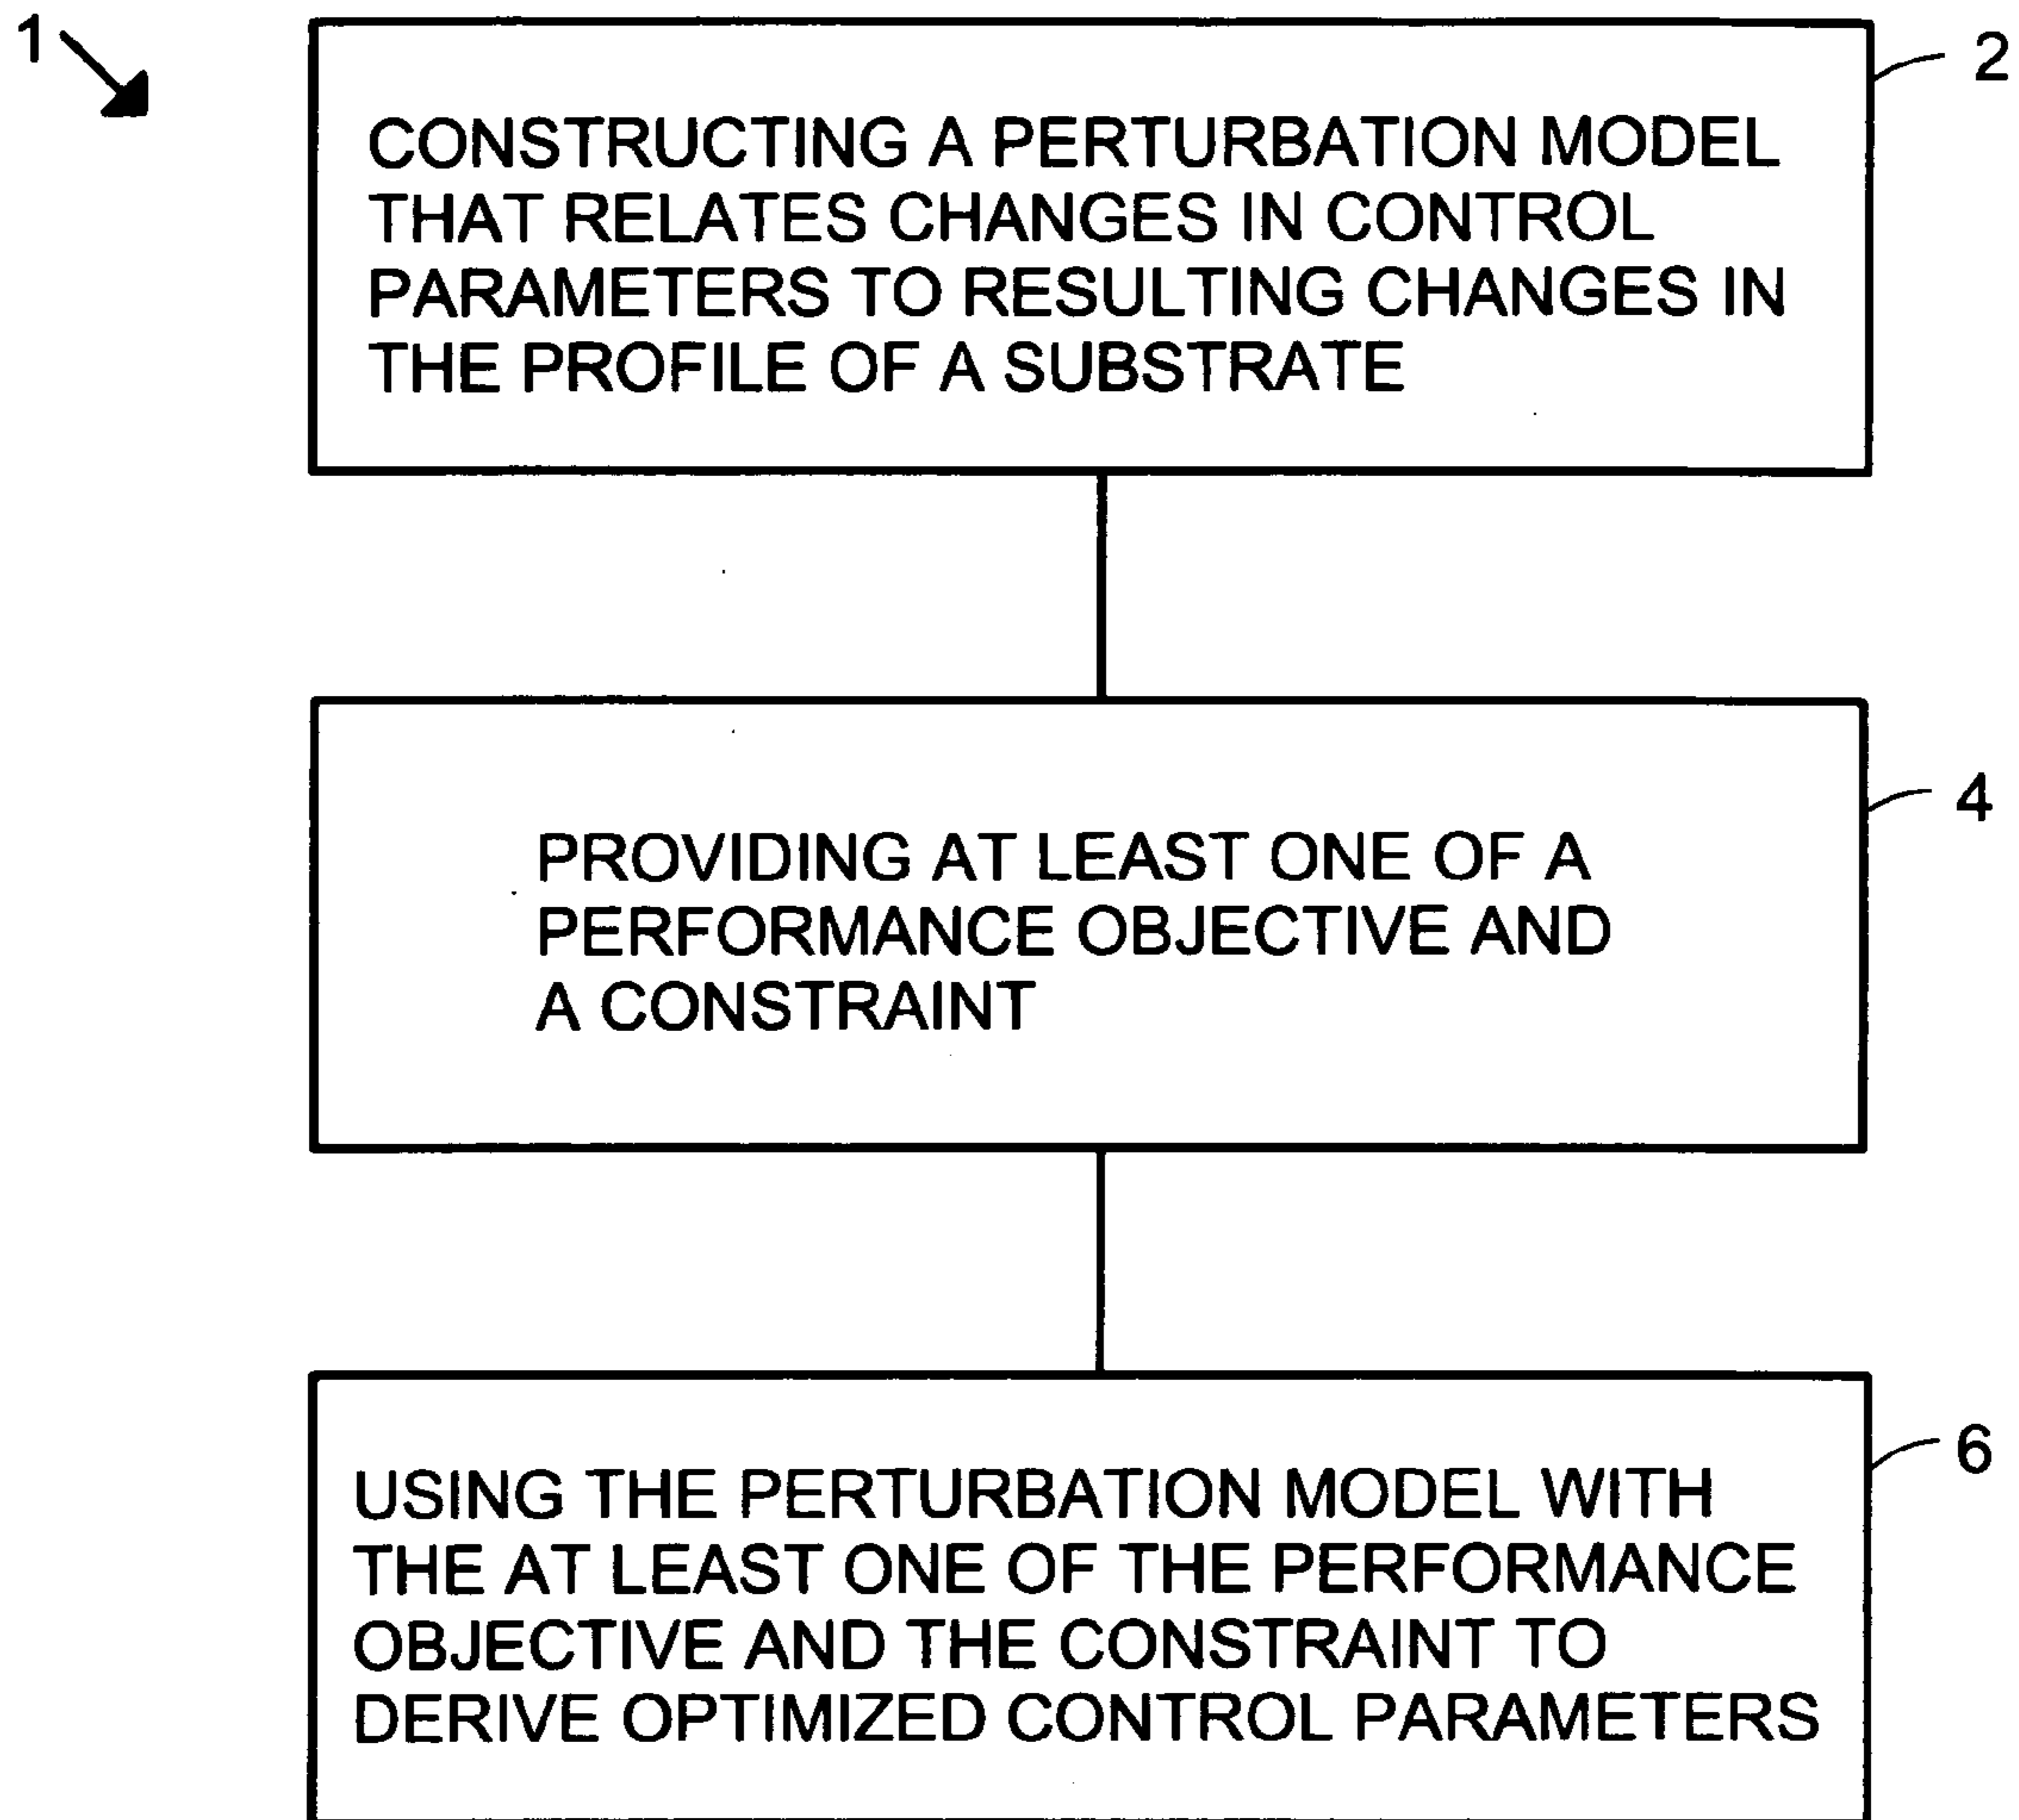 1
2
CONSTRUCTING A PERTURBATION MODEL
THAT RELATES CHANGES IN CONTROL
PARAMETERS TO RESULTING CHANGES IN
THE PROFILE OF A SUBSTRATE
4
PROVIDING AT LEAST ONE OF A
PERFORMANCE OBJECTIVE AND
A CONSTRAINT
6
USING THE PERTURBATION MODEL WITH
THE AT LEAST ONE OF THE PERFORMANCE
OBJECTIVE AND THE CONSTRAINT TO
DERIVE OPTIMIZED CONTROL PARAMETERS